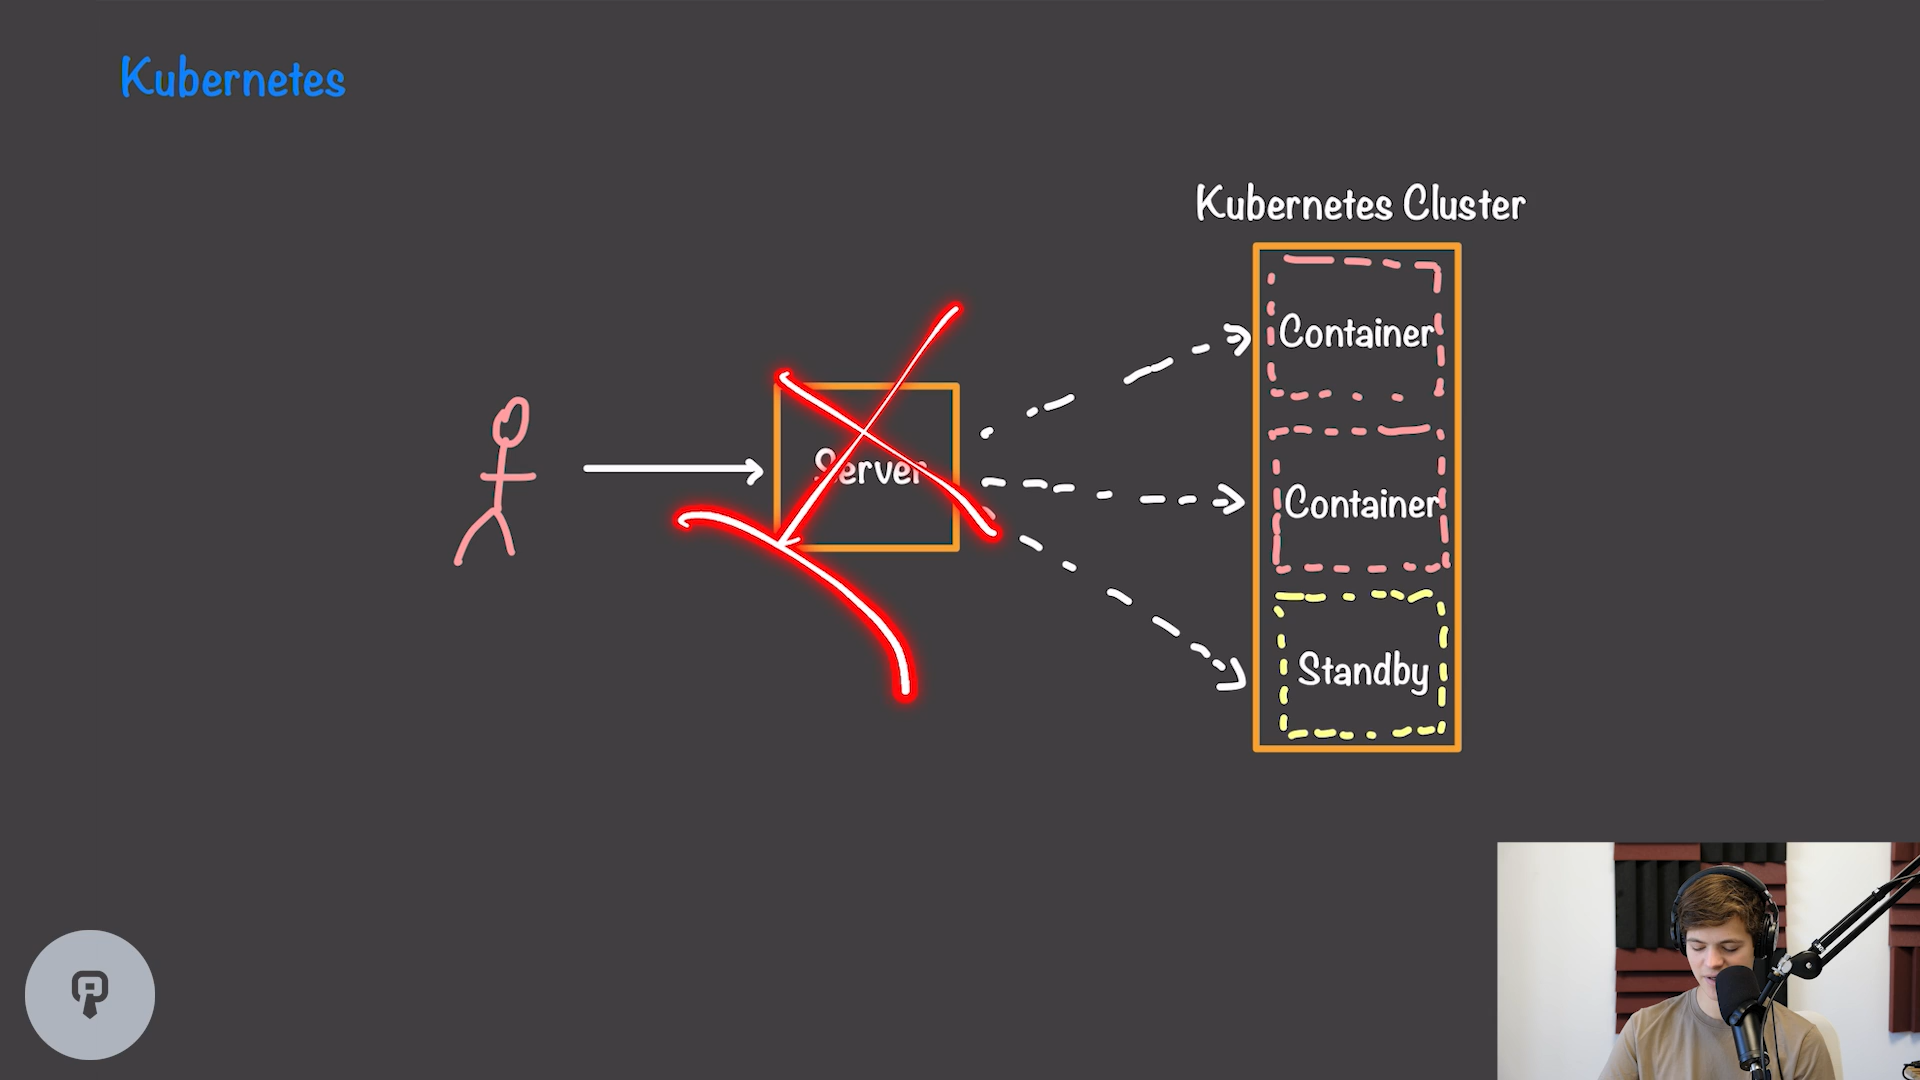 Kubernetes
Kubernetes Cluster
Container
Server
Container
Standby